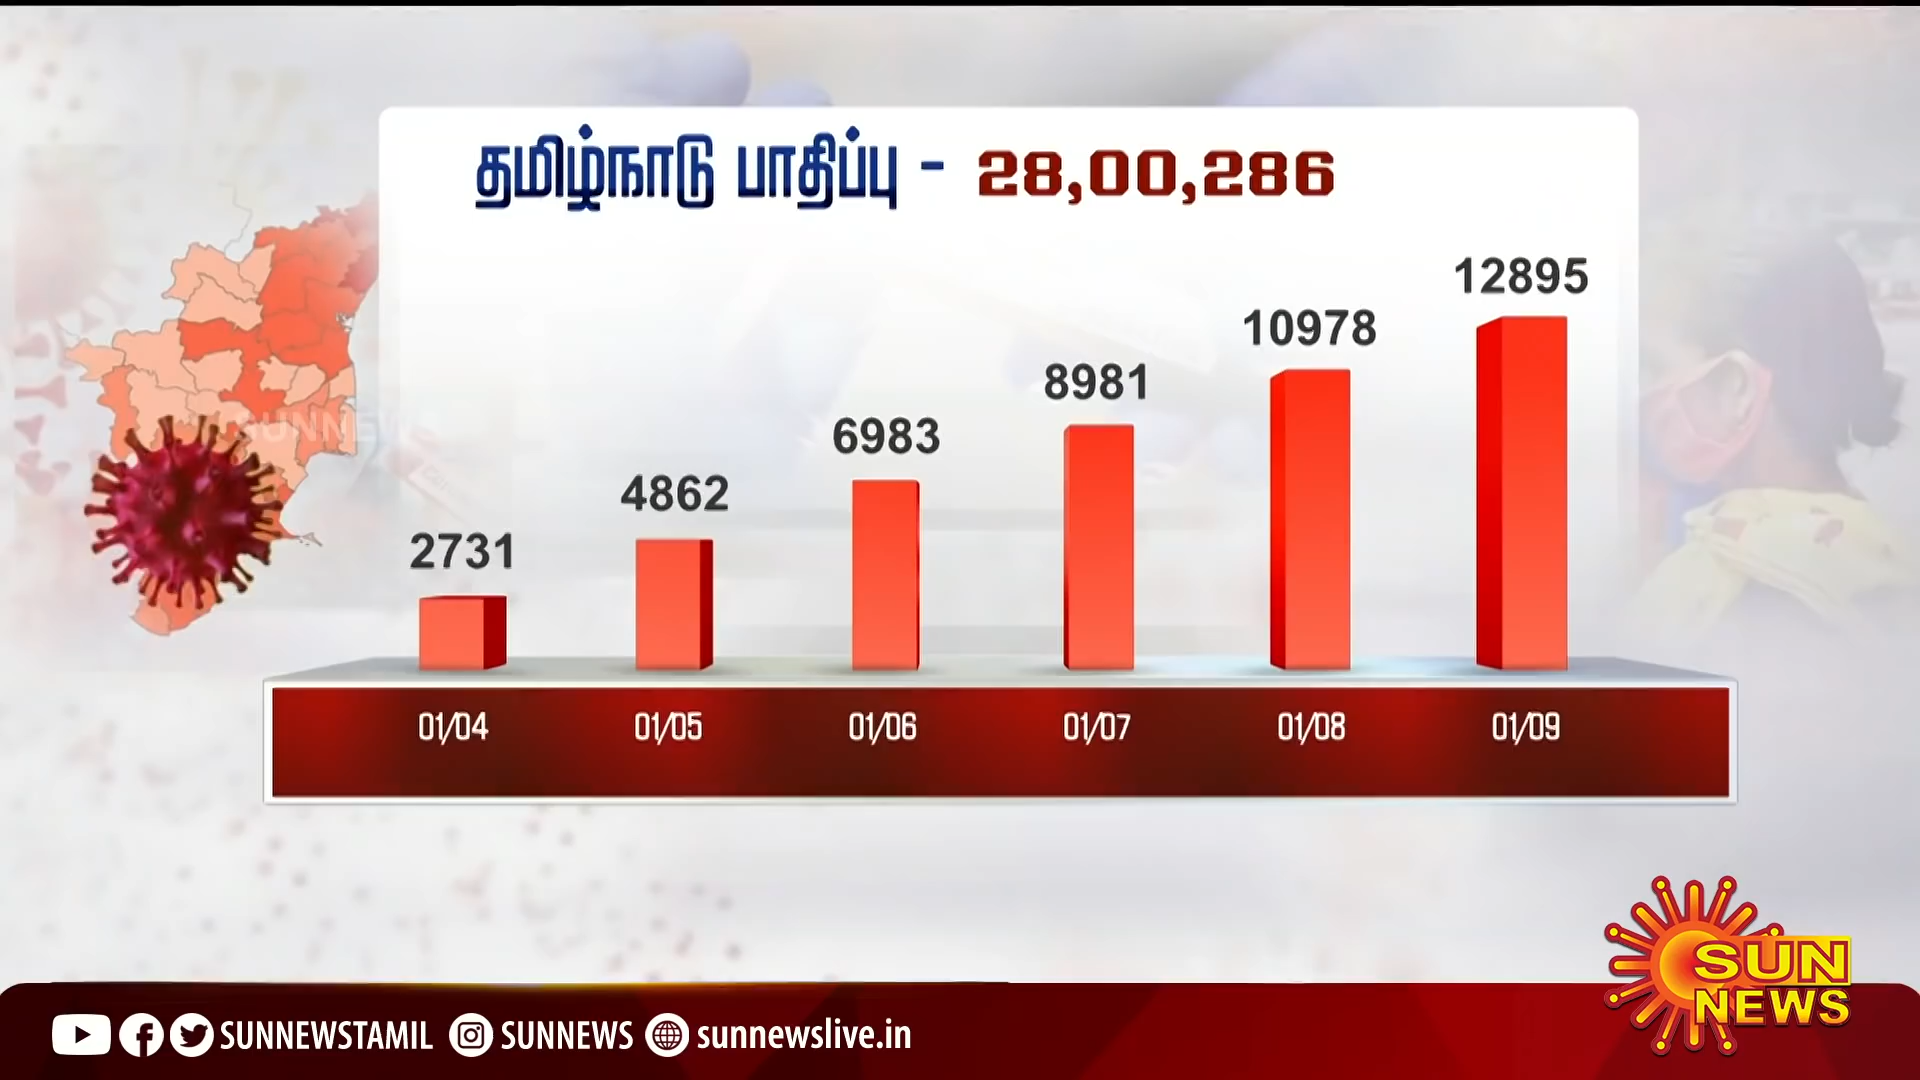 தமிழ்நாடு பாதிப்பு - 28,00,286
2731 4862 6983 8981 10978 12895
01/04 01/05 01/06 01/07 01/08 01/09
SUNNEWS
SUN
NEWS
SUNNEWSTAMIL SUNNEWS sunnewslive.in